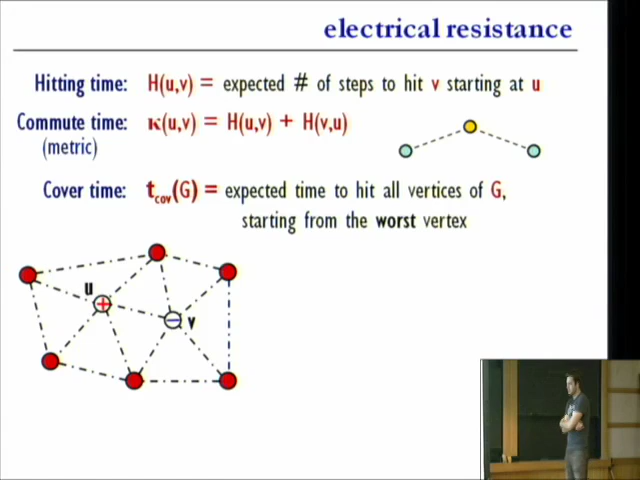 electrical resistance
Hitting time: H(u,v) = expected # of steps to hit v starting at u
Commute time: κ(u,v) = H(u,v) + H(v,u)
(metric)
Cover time: t_cov(G) = expected time to hit all vertices of G,
starting from the worst vertex
u
+
− v